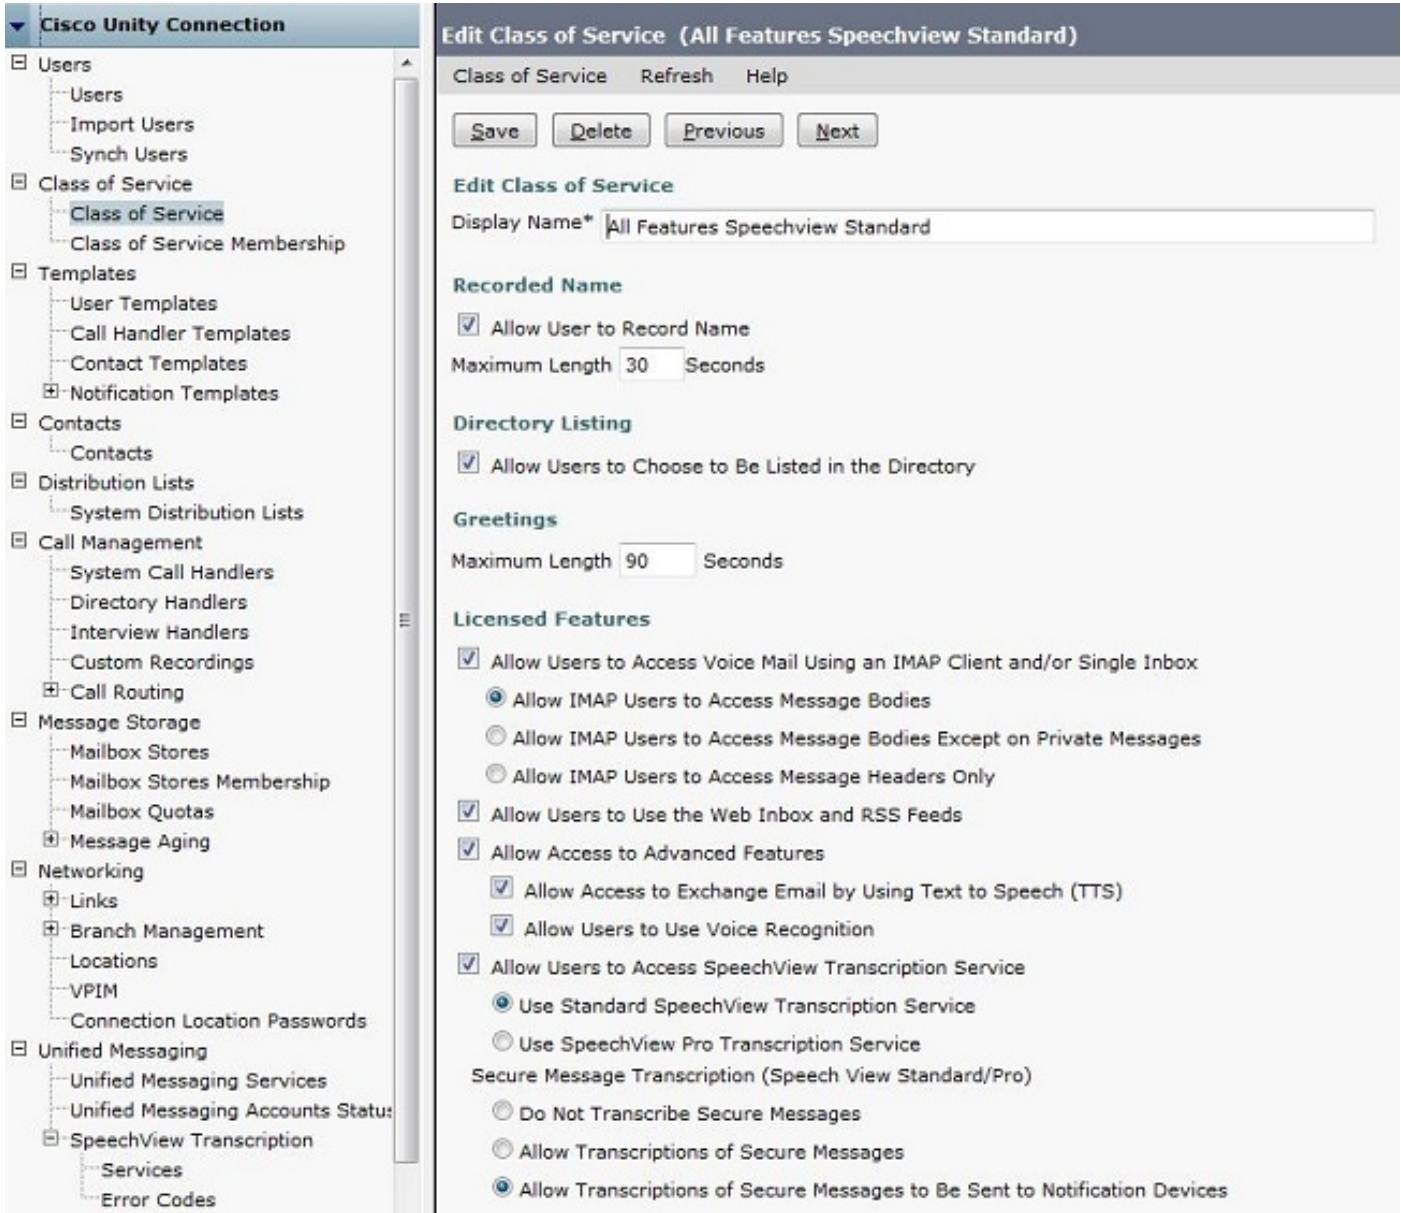 Cisco Unity Connection
Users
Users
Import Users
Synch Users
Class of Service
Class of Service
Class of Service Membership
Templates
User Templates
Call Handler Templates
Contact Templates
Notification Templates
Contacts
Contacts
Distribution Lists
System Distribution Lists
Call Management
System Call Handlers
Directory Handlers
Interview Handlers
Custom Recordings
Call Routing
Message Storage
Mailbox Stores
Mailbox Stores Membership
Mailbox Quotas
Message Aging
Networking
Links
Branch Management
Locations
VPIM
Connection Location Passwords
Unified Messaging
Unified Messaging Services
Unified Messaging Accounts Status
SpeechView Transcription
Services
Error Codes
Edit Class of Service (All Features Speechview Standard)
Class of Service Refresh Help
Save Delete Previous Next
Edit Class of Service
Display Name* All Features Speechview Standard
Recorded Name
Allow User to Record Name
Maximum Length 30 Seconds
Directory Listing
Allow Users to Choose to Be Listed in the Directory
Greetings
Maximum Length 90 Seconds
Licensed Features
Allow Users to Access Voice Mail Using an IMAP Client and/or Single Inbox
Allow IMAP Users to Access Message Bodies
Allow IMAP Users to Access Message Bodies Except on Private Messages
Allow IMAP Users to Access Message Headers Only
Allow Users to Use the Web Inbox and RSS Feeds
Allow Access to Advanced Features
Allow Access to Exchange Email by Using Text to Speech (TTS)
Allow Users to Use Voice Recognition
Allow Users to Access SpeechView Transcription Service
Use Standard SpeechView Transcription Service
Use SpeechView Pro Transcription Service
Secure Message Transcription (Speech View Standard/Pro)
Do Not Transcribe Secure Messages
Allow Transcriptions of Secure Messages
Allow Transcriptions of Secure Messages to Be Sent to Notification Devices